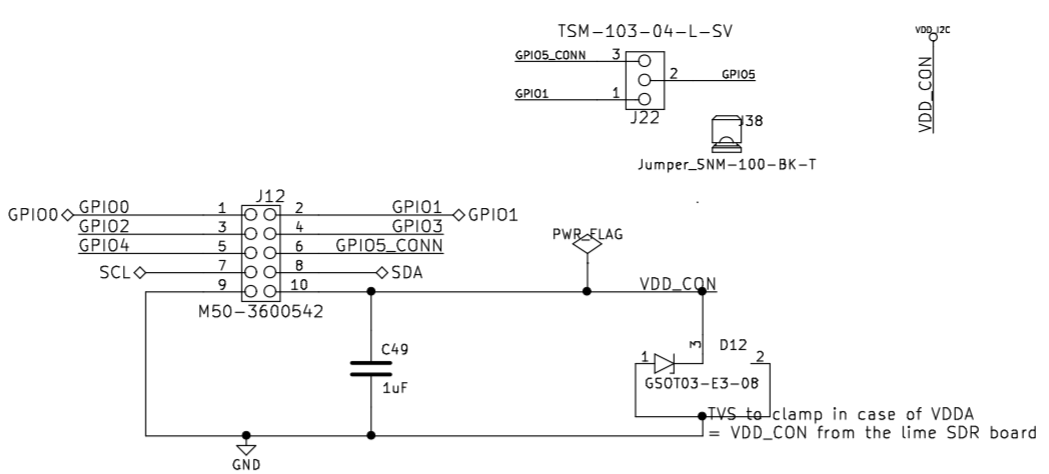 TSM-103-04-L-SV
VDD_I2C
GPIO5_CONN 3
2 GPIO5
GPIO1 1
J22
VDD_CON
J38
Jumper_SNM-100-BK-T
J12
GPIO0 GPIO0 1 2 GPIO1 GPIO1
GPIO2 3 4 GPIO3
GPIO4 5 6 GPIO5_CONN
SCL 7 8 SDA
9 10
M50-3600542
PWR_FLAG
VDD_CON
C49
1uF
3 D12
1 2
GSOT03-E3-08
TVS to clamp in case of VDDA
= VDD_CON from the lime SDR board
GND